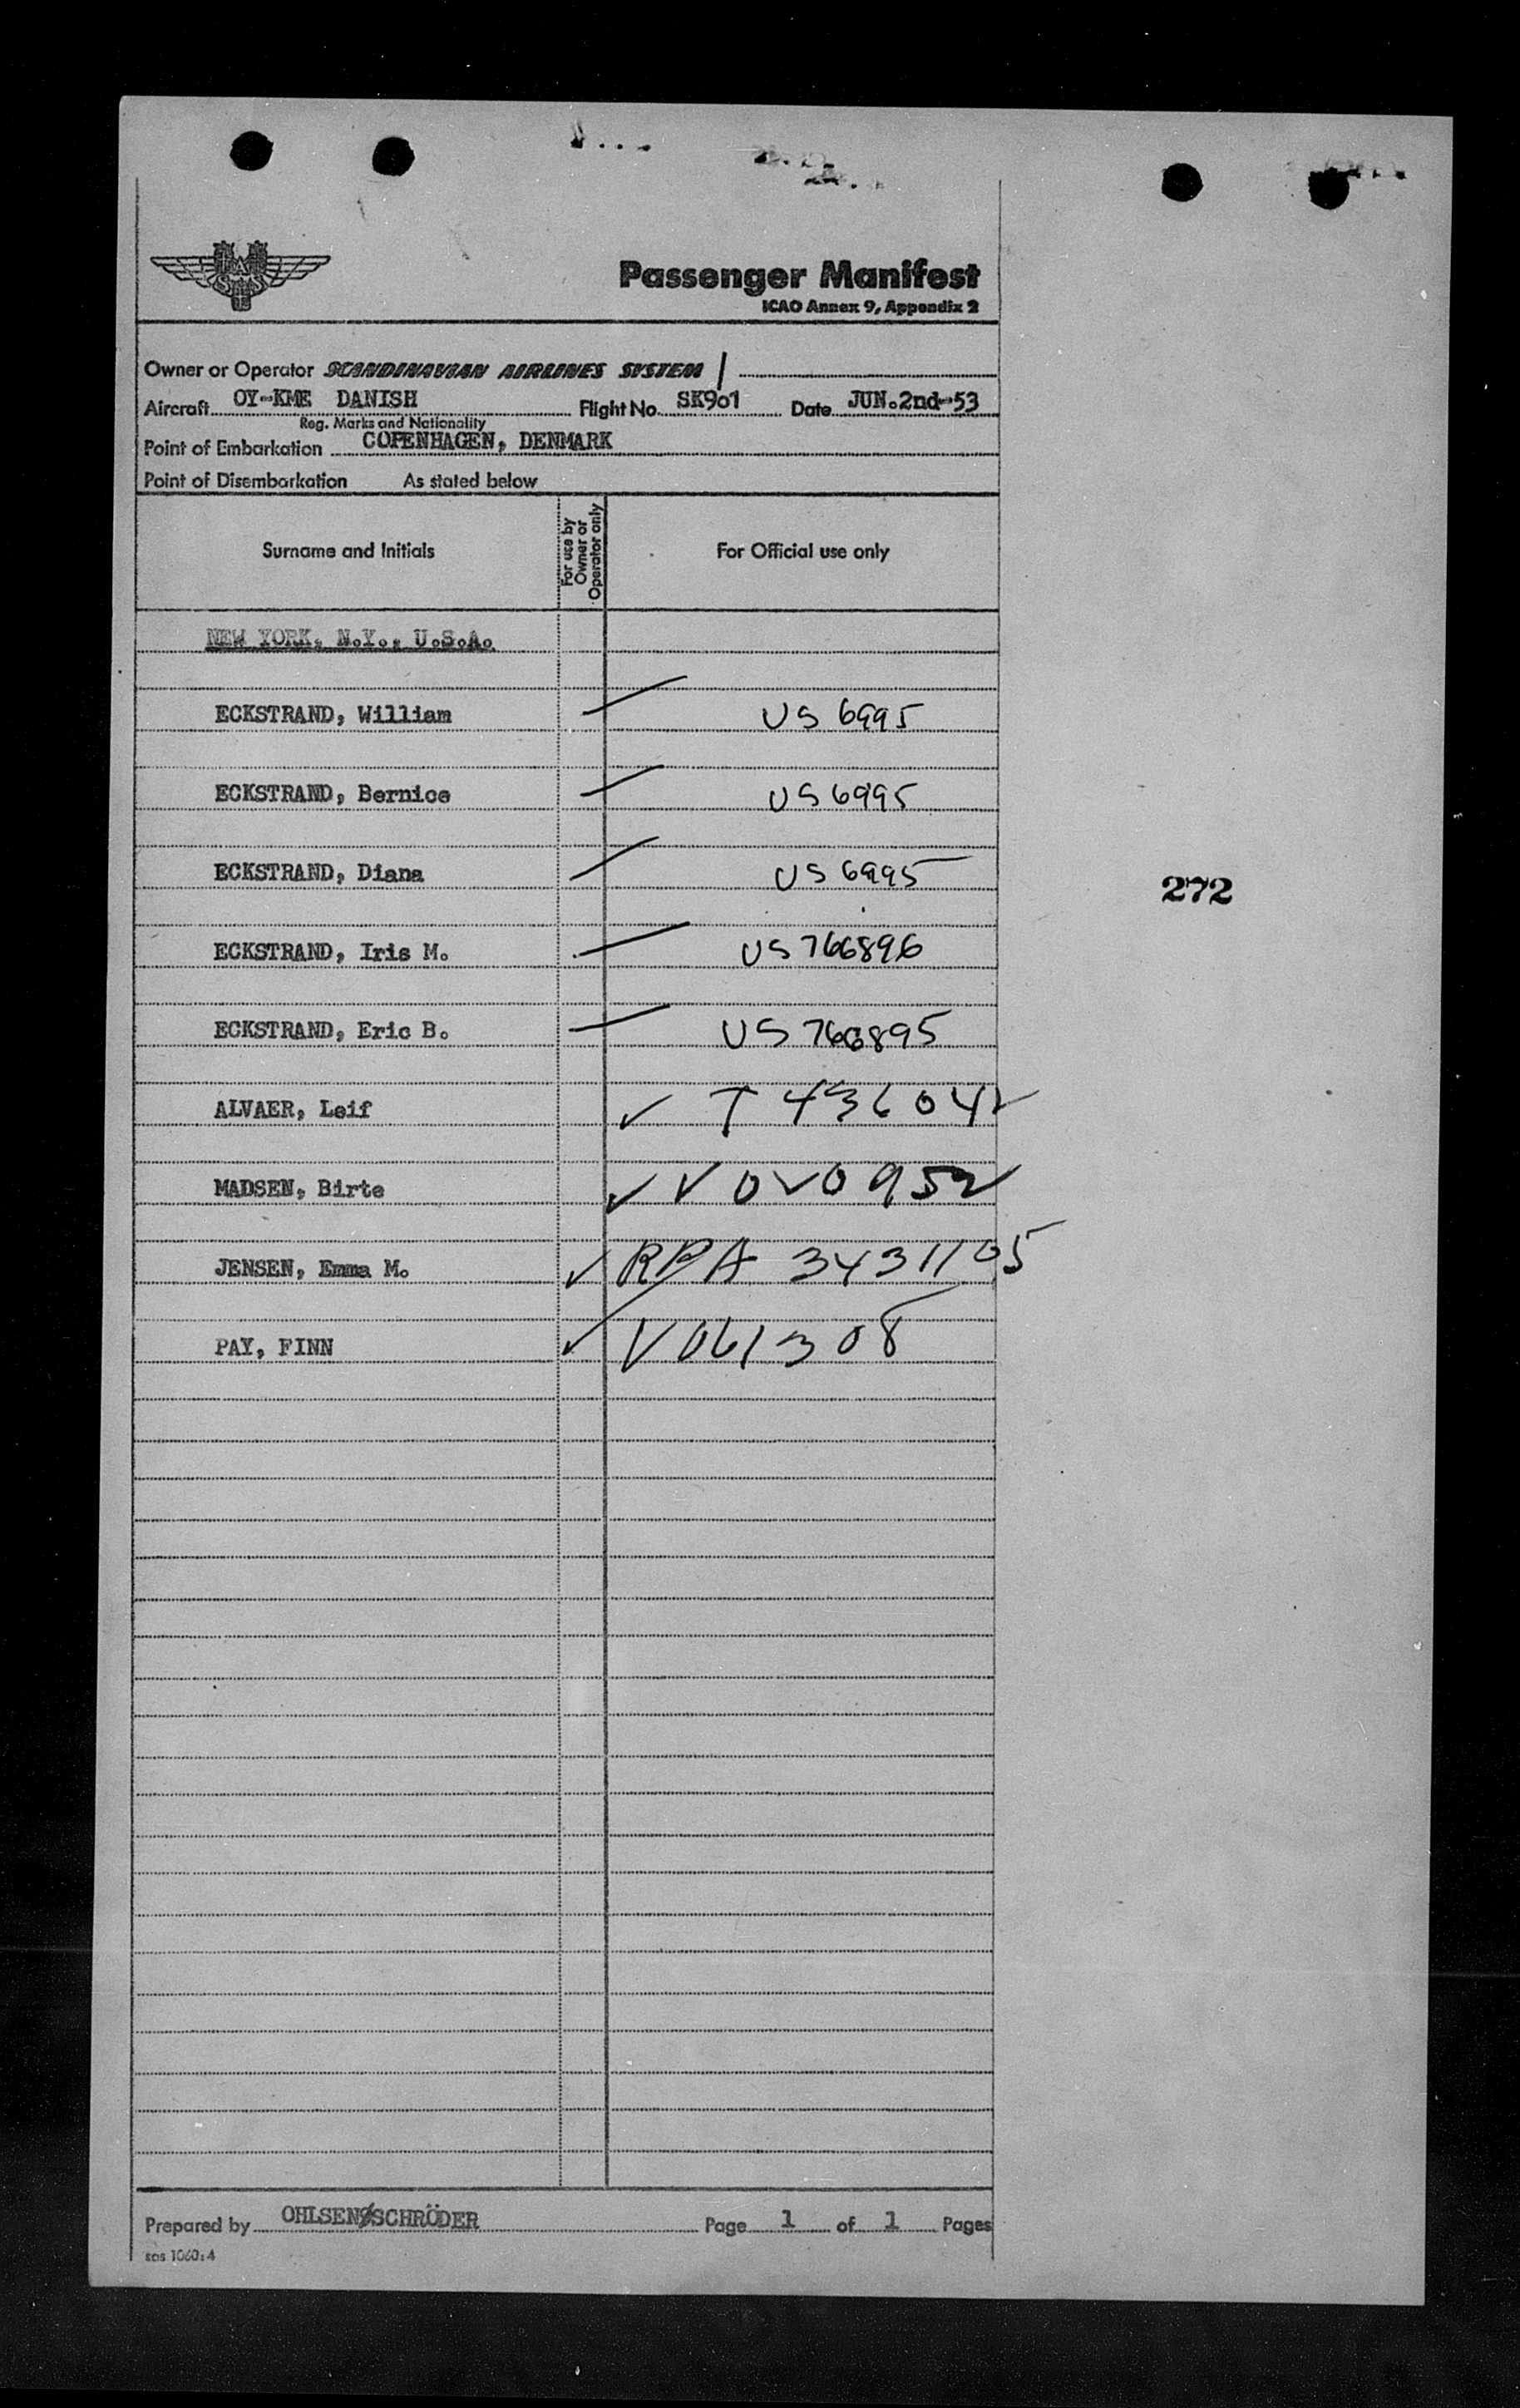 Passenger Manifest
ICAO Annex 9, Appendix 2
Owner or Operator SCANDINAVIAN AIRLINES SYSTEM
Aircraft OY-KME DANISH Flight No. SK9o1 Date JUN.2nd-53
Reg. Marks and Nationality
Point of Embarkation COPENHAGEN, DENMARK
Point of Disembarkation As stated below
Surname and Initials For use by Owner or Operator only For Official use only
NEW YORK, N.Y., U.S.A.
ECKSTRAND, William US 6995
ECKSTRAND, Bernice US 6995
ECKSTRAND, Diana US 6995
272
ECKSTRAND, Iris M. US 766896
ECKSTRAND, Eric B. US 766895
ALVAER, Leif ✓ T 436042
MADSEN, Birte ✓ V020952
JENSEN, Emma M. ✓ RPA 3431105
PAY, FINN ✓ V061308
Prepared by OHLSEN/SCHRÖDER Page 1 of 1 Pages
sas 1060:4